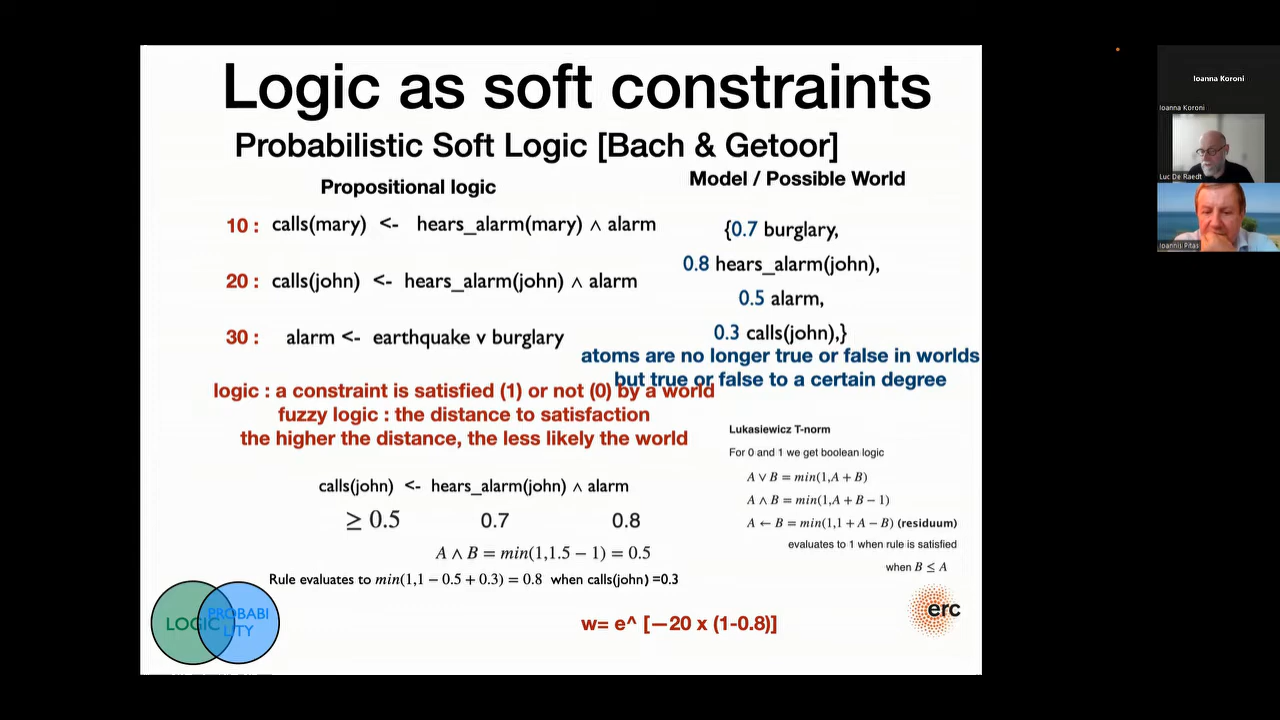 Logic as soft constraints
Probabilistic Soft Logic [Bach & Getoor]
Propositional logic
10 : calls(mary) <- hears_alarm(mary) ∧ alarm
20 : calls(john) <- hears_alarm(john) ∧ alarm
30 : alarm <- earthquake v burglary
Model / Possible World
{0.7 burglary,
0.8 hears_alarm(john),
0.5 alarm,
0.3 calls(john),}
atoms are no longer true or false in worlds
but true or false to a certain degree
logic : a constraint is satisfied (1) or not (0) by a world
fuzzy logic : the distance to satisfaction
the higher the distance, the less likely the world
calls(john) <- hears_alarm(john) ∧ alarm
≥ 0.5 0.7 0.8
A ∧ B = min(1,1.5 − 1) = 0.5
Rule evaluates to min(1,1 − 0.5 + 0.3) = 0.8 when calls(john) =0.3
Lukasiewicz T-norm
For 0 and 1 we get boolean logic
A ∨ B = min(1,A + B)
A ∧ B = min(1,A + B − 1)
A ← B = min(1,1 + A − B) (residuum)
evaluates to 1 when rule is satisfied
when B ≤ A
w= e^ [—20 x (1-0.8)]
LOGIC
PROBABI
LITY
erc
Ioanna Koroni
Ioanna Koroni
Luc De Raedt
Ioannis Pitas